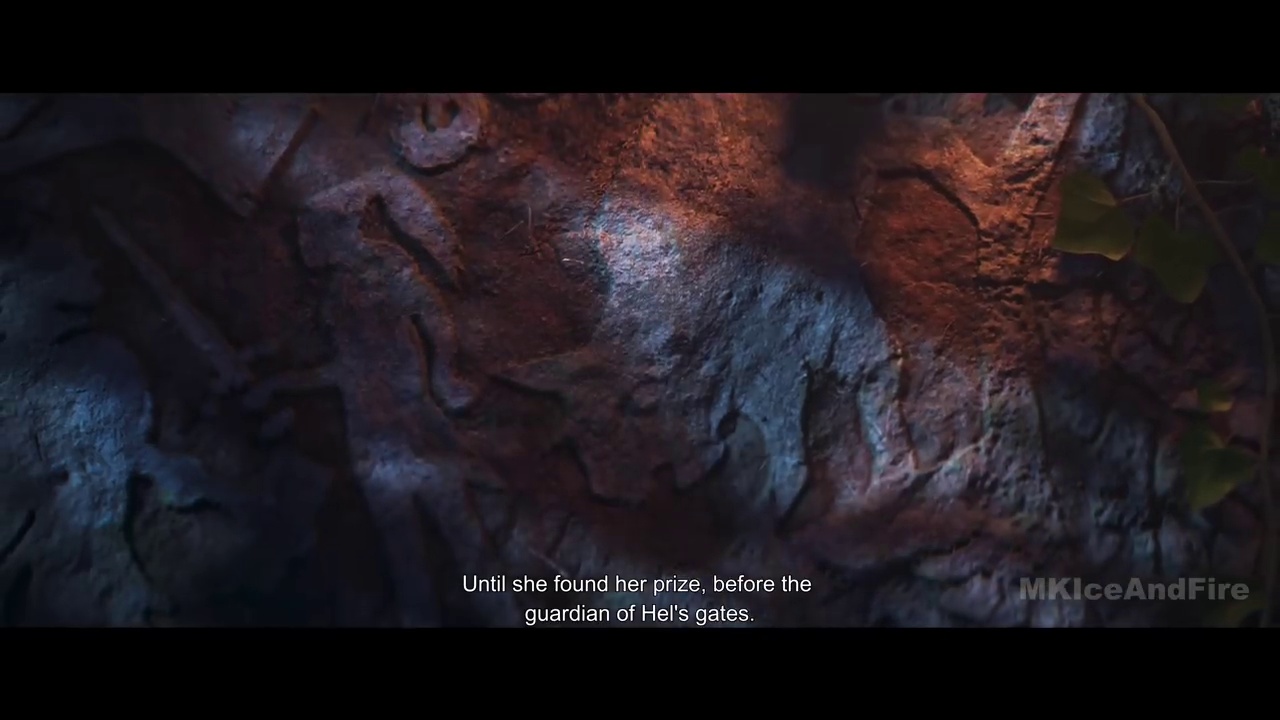 Until she found her prize, before the
guardian of Hel's gates.
MKIceAndFire